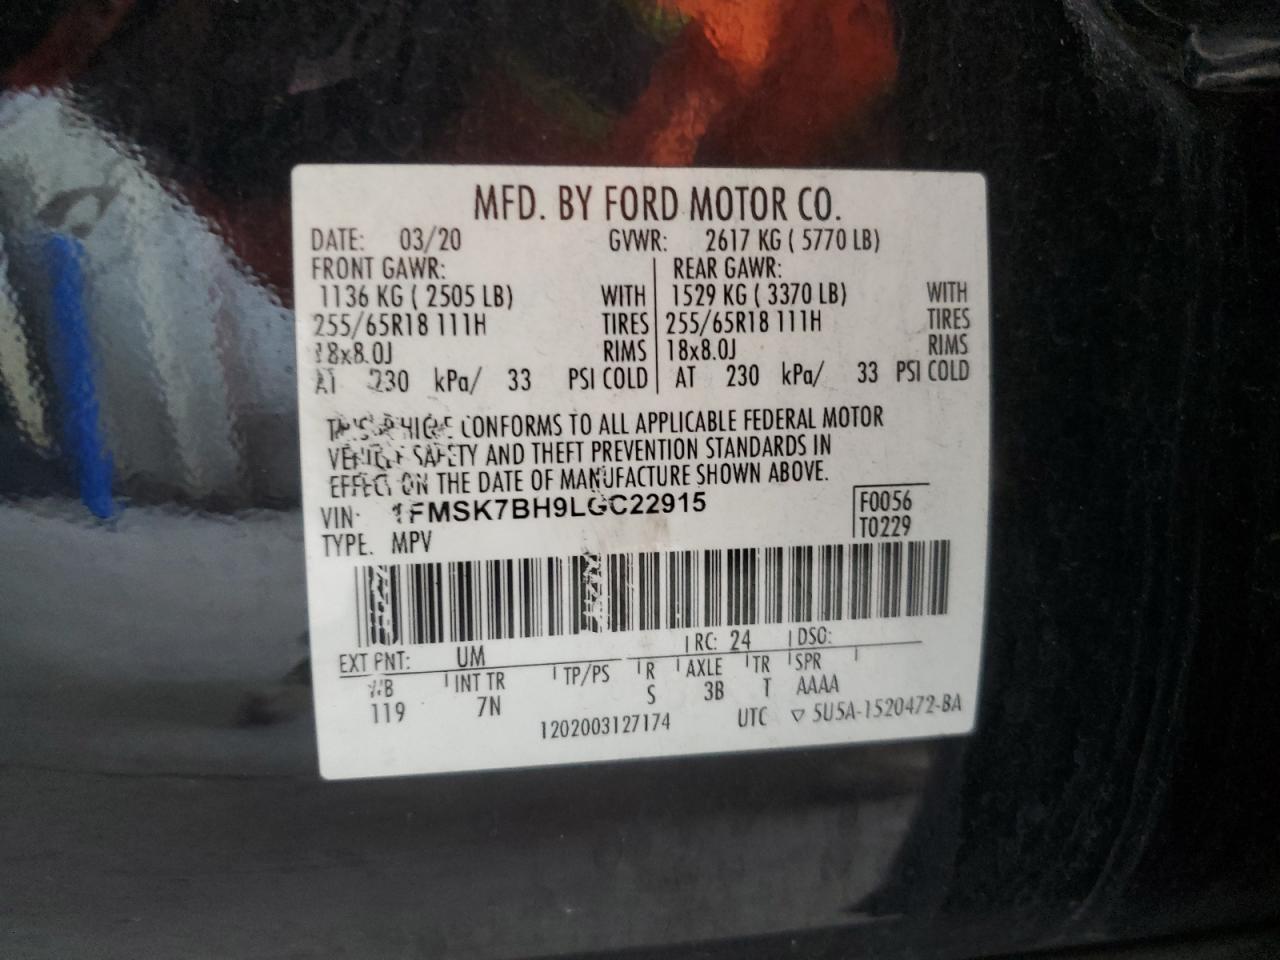 MFD. BY FORD MOTOR CO.
DATE: 03/20 GVWR: 2617 KG ( 5770 LB)
FRONT GAWR: REAR GAWR:
1136 KG ( 2505 LB) WITH 1529 KG ( 3370 LB) WITH
255/65R18 111H TIRES 255/65R18 111H TIRES
18x8.0J RIMS 18x8.0J RIMS
AT 230 kPa/ 33 PSI COLD AT 230 kPa/ 33 PSI COLD
THIS VEHICLE CONFORMS TO ALL APPLICABLE FEDERAL MOTOR
VEHICLE SAFETY AND THEFT PREVENTION STANDARDS IN
EFFECT ON THE DATE OF MANUFACTURE SHOWN ABOVE.
VIN: 1FMSK7BH9LGC22915 F0056
TYPE: MPV T0229
RC: 24 DSO:
EXT PNT: UM
WB INT TR TP/PS R AXLE TR SPR
119 7N S 3B T AAAA
1202003127174 UTC ▽ 5U5A-1520472-BA